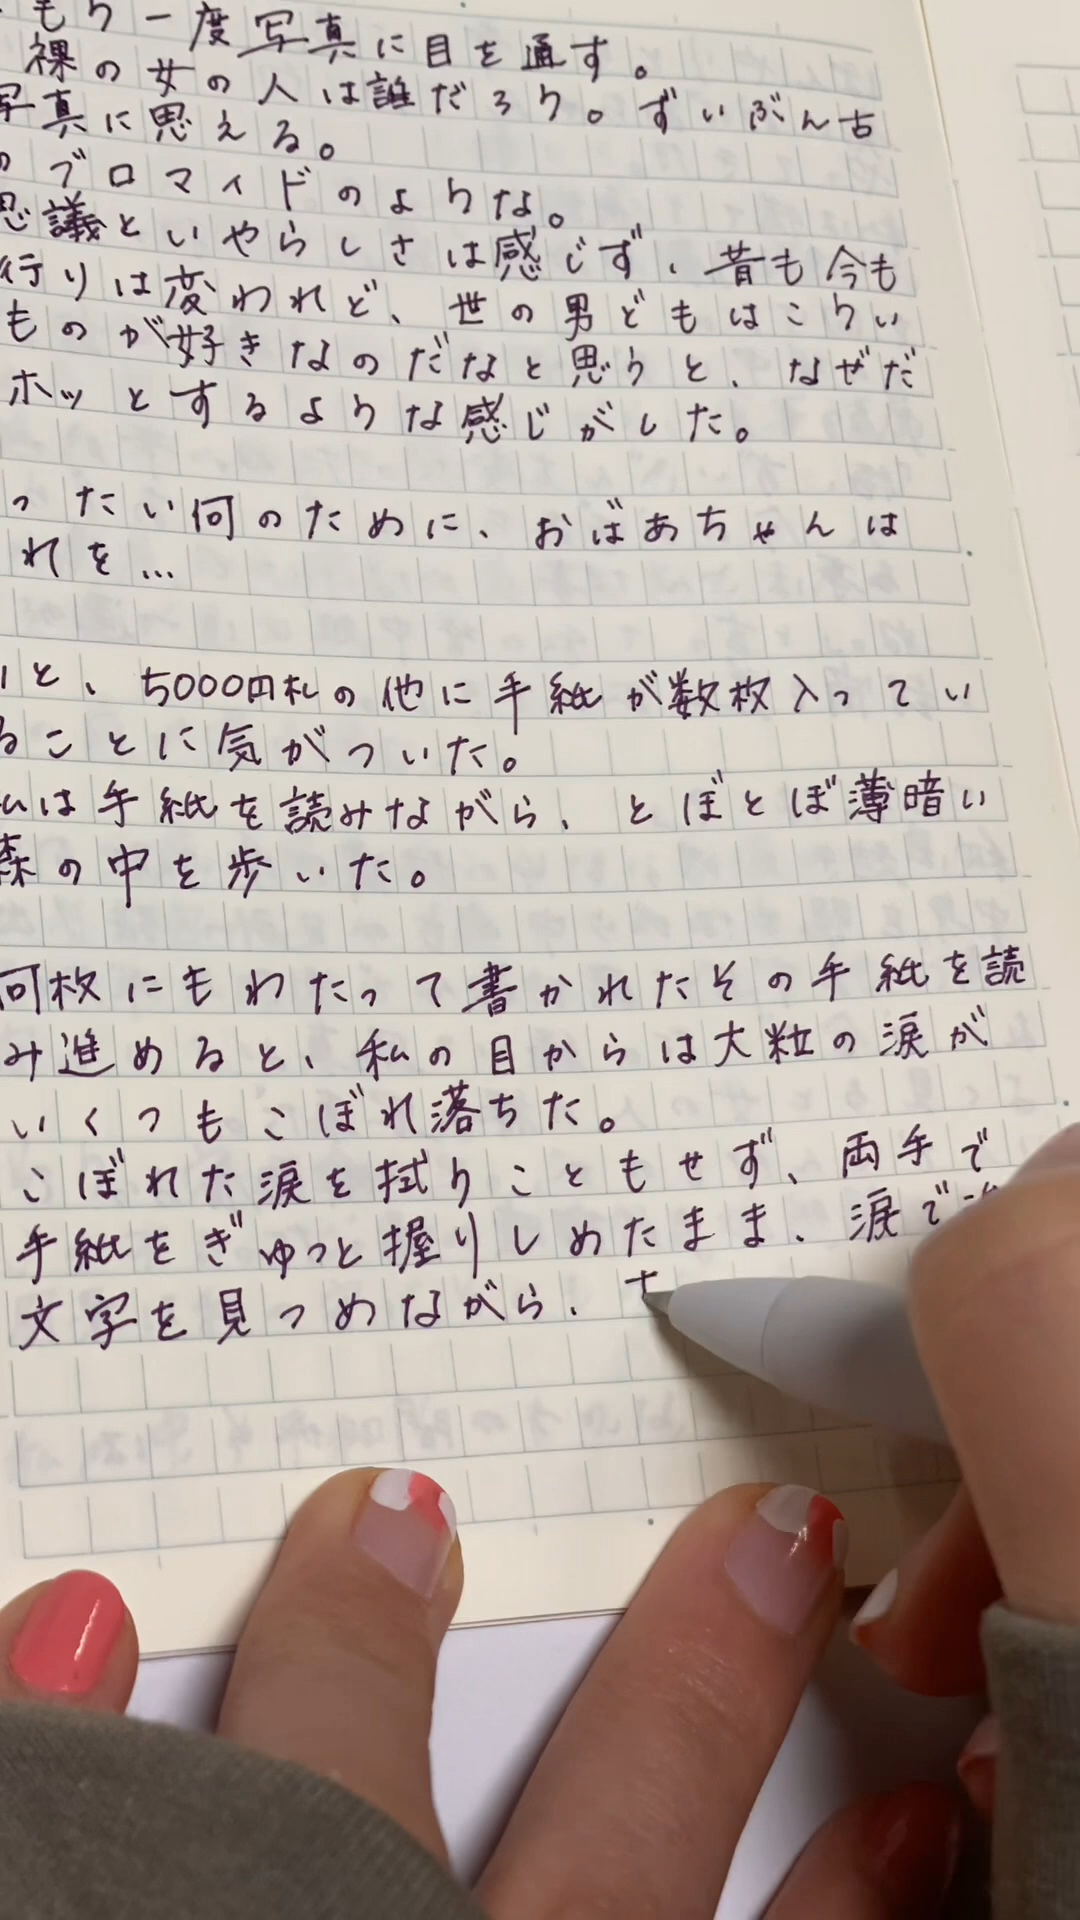 もう一度写真に目を通す。
裸の女の人は誰だろう。ずいぶん古
写真に思える。
のブロマイドのような。
思議といやらしさは感じず、昔も今も
行りは変われど、世の男どもはこうい
ものが好きなのだなと思うと、なぜだ
ホッとするような感じがした。
ったい何のために、おばあちゃんは
れを…
と、5000円札の他に手紙が数枚入ってい
ることに気がついた。
私は手紙を読みながら、とぼとぼ薄暗い
森の中を歩いた。
何枚にもわたって書かれたその手紙を読
み進めると、私の目からは大粒の涙が
いくつもこぼれ落ちた。
こぼれた涙を拭うこともせず、両手で
手紙をぎゅっと握りしめたまま、涙で
文字を見つめながら、